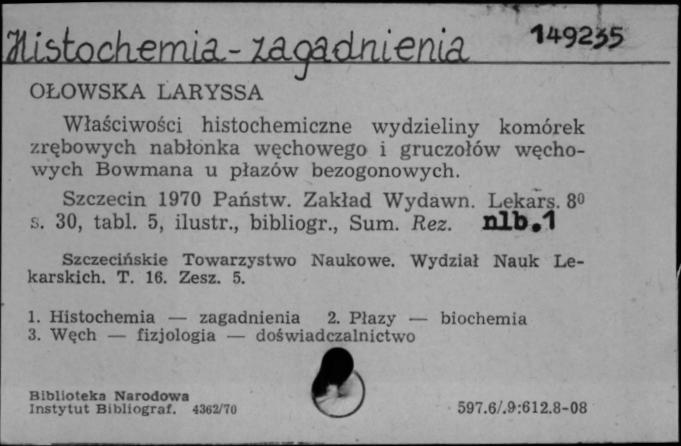 Histochemia - zagadnienia 149235
OŁOWSKA LARYSSA
Właściwości histochemiczne wydzieliny komórek
zrębowych nabłonka węchowego i gruczołów węcho-
wych Bowmana u płazów bezogonowych.
Szczecin 1970 Państw. Zakład Wydawn. Lekars. 8⁰
s. 30, tabl. 5, ilustr., bibliogr., Sum. Rez. nlb.1
Szczecińskie Towarzystwo Naukowe. Wydział Nauk Le-
karskich. T. 16. Zesz. 5.
1. Histochemia — zagadnienia 2. Płazy — biochemia
3. Węch — fizjologia — doświadczalnictwo
Biblioteka Narodowa
Instytut Bibliograf. 4362/70 597.6/.9:612.8-08